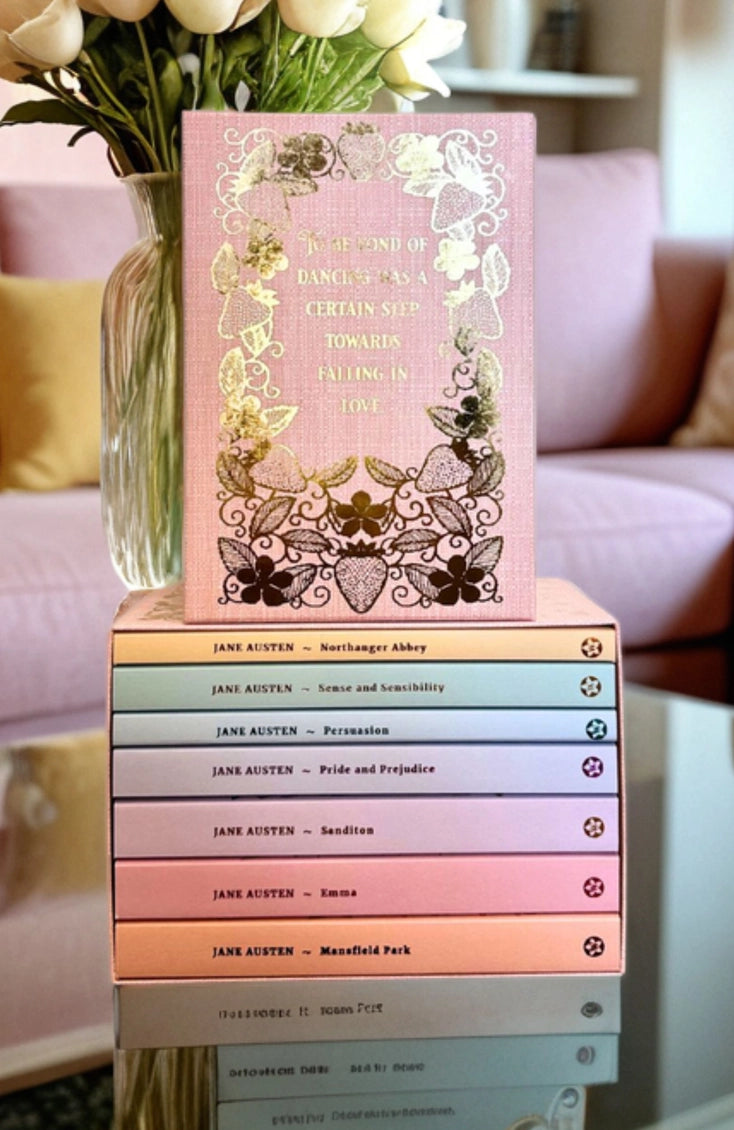 TO BE FOND OF
DANCING WAS A
CERTAIN STEP
TOWARDS
FALLING IN
LOVE
JANE AUSTEN ~ Northanger Abbey
JANE AUSTEN ~ Sense and Sensibility
JANE AUSTEN ~ Persuasion
JANE AUSTEN ~ Pride and Prejudice
JANE AUSTEN ~ Sanditon
JANE AUSTEN ~ Emma
JANE AUSTEN ~ Mansfield Park